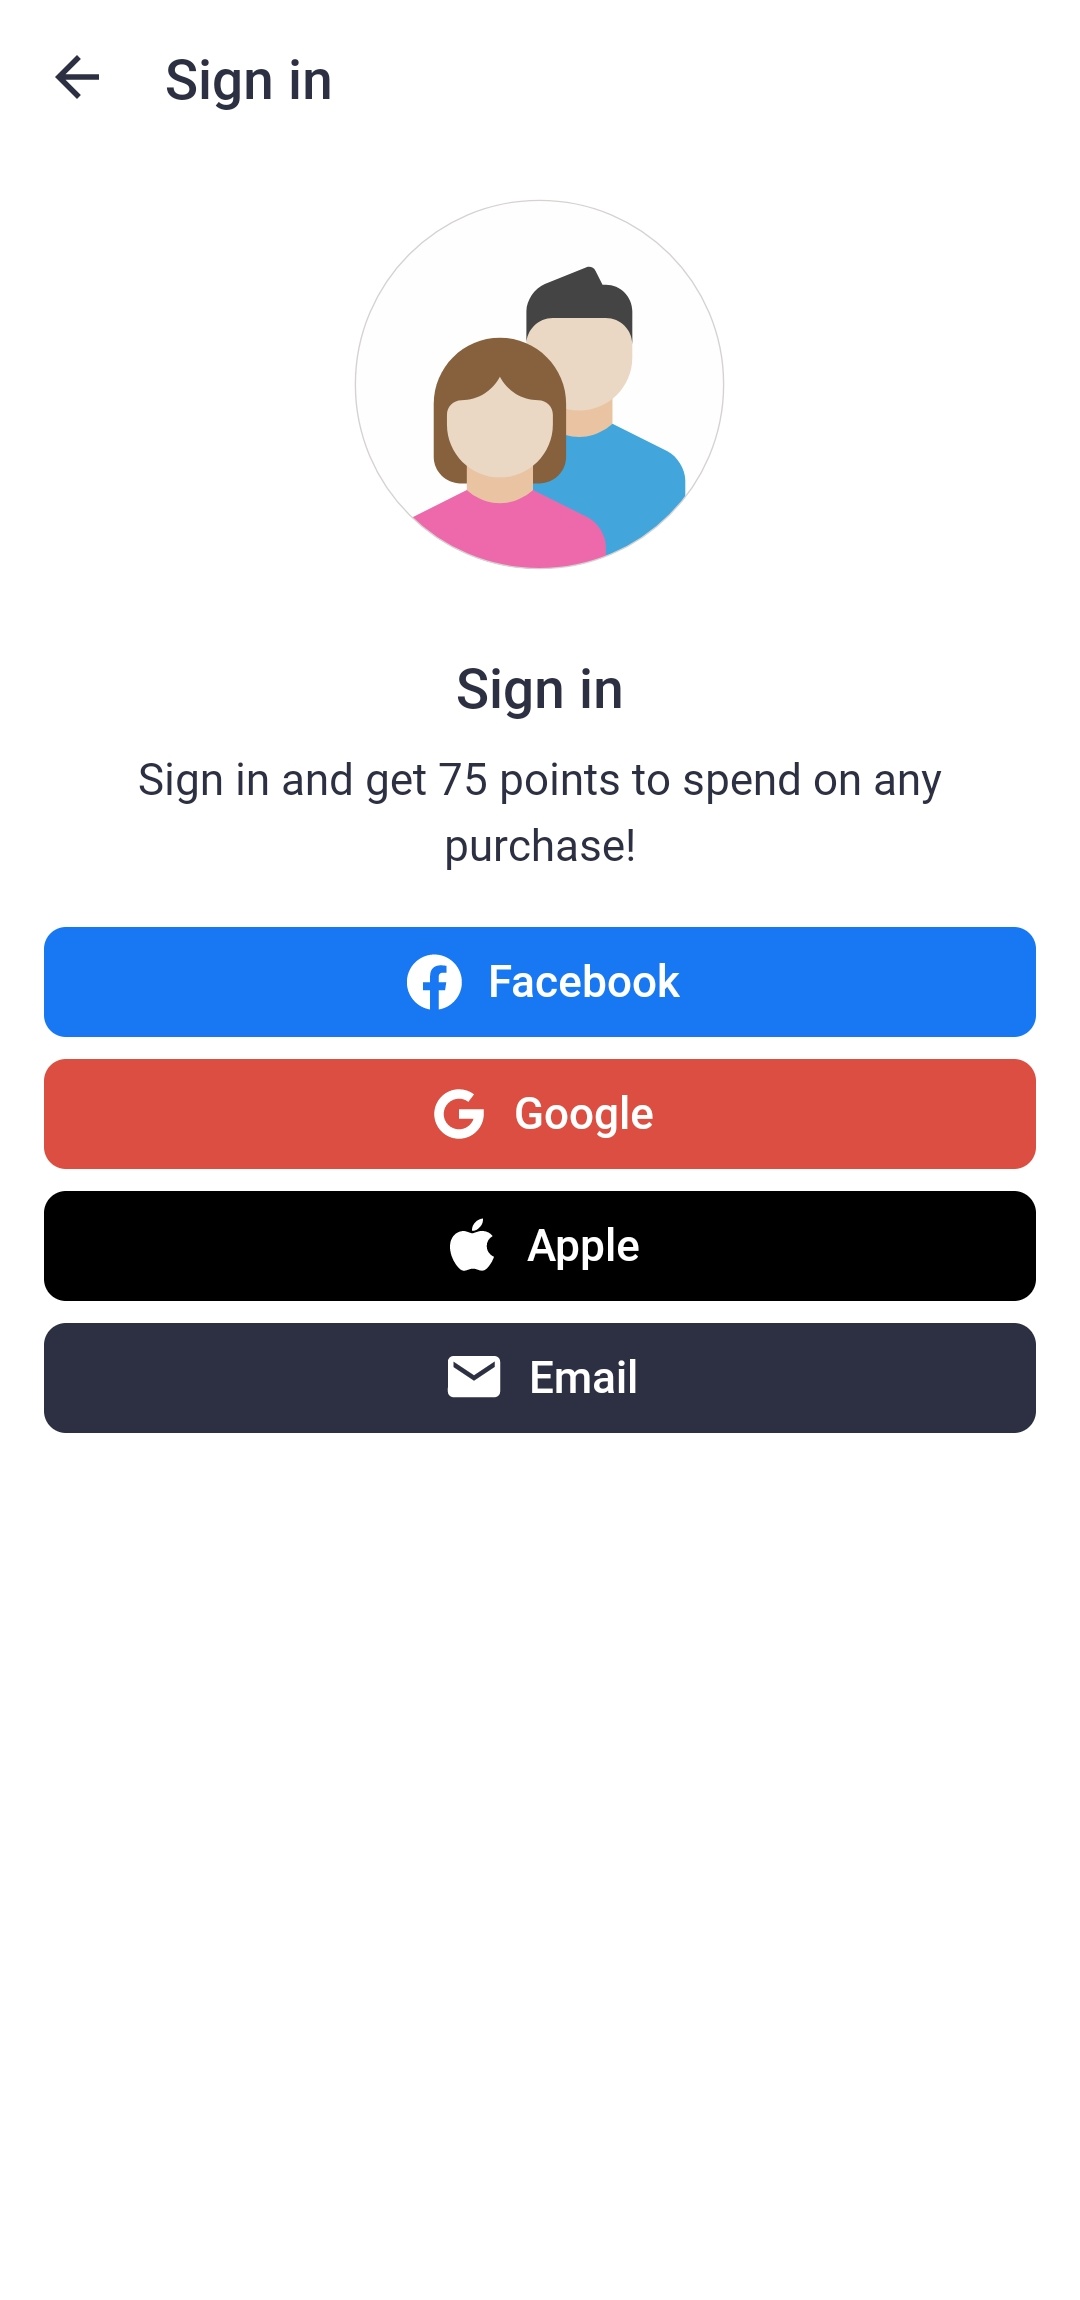 Sign in
Sign in
Sign in and get 75 points to spend on any
purchase!
Facebook
Google
Apple
Email